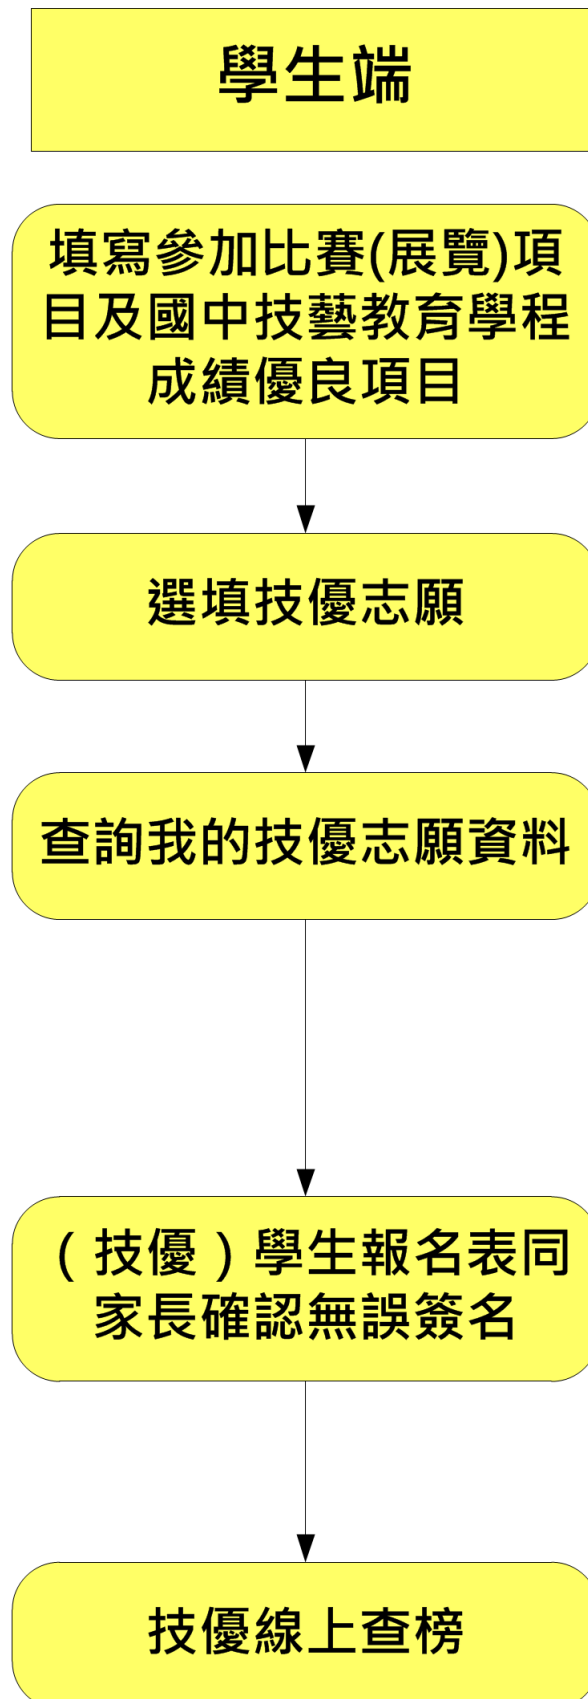 學生端
填寫參加比賽(展覽)項
目及國中技藝教育學程
成績優良項目
選填技優志願
查詢我的技優志願資料
（技優）學生報名表同
家長確認無誤簽名
技優線上查榜